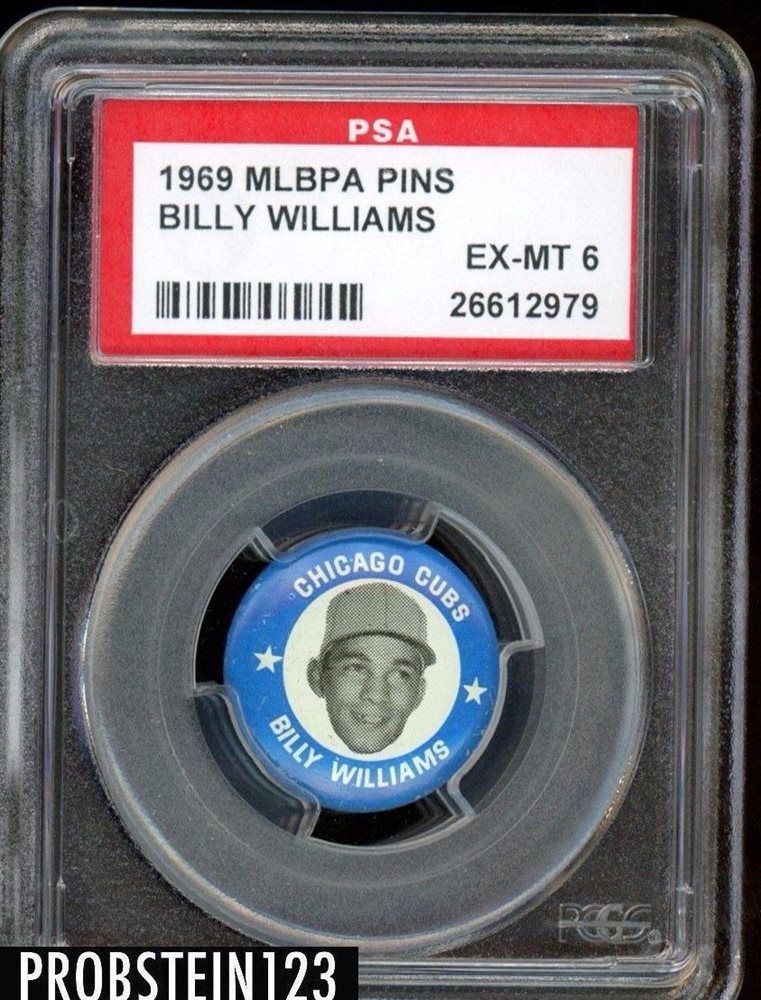 PSA
1969 MLBPA PINS
BILLY WILLIAMS
EX-MT 6
26612979
CHICAGO CUBS
BILLY WILLIAMS
PCGS
PROBSTEIN123